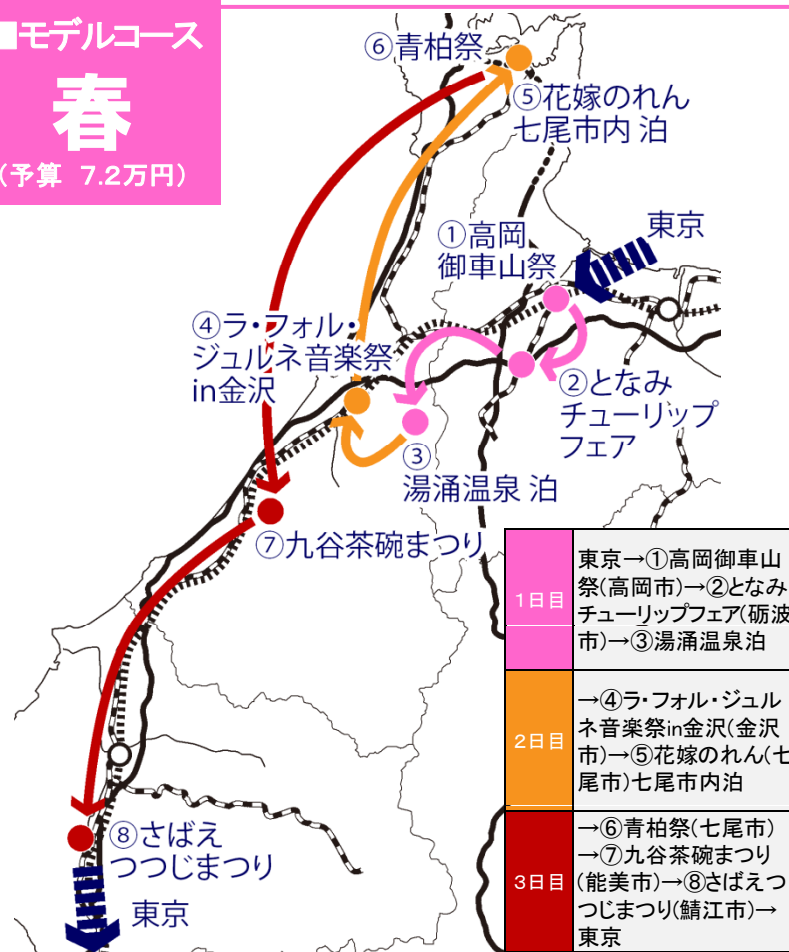 ■モデルコース
春
(予算 7.2万円)
⑥青柏祭
⑤花嫁のれん
七尾市内 泊
①高岡
御車山祭
東京
④ラ・フォル・
ジュルネ音楽祭
in金沢
②となみ
チューリップ
フェア
③
湯涌温泉 泊
⑦九谷茶碗まつり
⑧さばえ
つつじまつり
東京
1日目
東京→①高岡御車山
祭(高岡市)→②となみ
チューリップフェア(砺波
市)→③湯涌温泉泊
2日目
→④ラ・フォル・ジュル
ネ音楽祭in金沢(金沢
市)→⑤花嫁のれん(七
尾市)七尾市内泊
3日目
→⑥青柏祭(七尾市)
→⑦九谷茶碗まつり
(能美市)→⑧さばえつ
つじまつり(鯖江市)→
東京